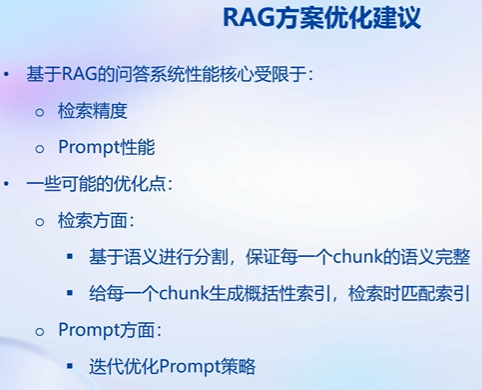 RAG方案优化建议
• 基于RAG的问答系统性能核心受限于：
o 检索精度
o Prompt性能
• 一些可能的优化点：
o 检索方面：
▪ 基于语义进行分割，保证每一个chunk的语义完整
▪ 给每一个chunk生成概括性索引，检索时匹配索引
o Prompt方面：
▪ 迭代优化Prompt策略